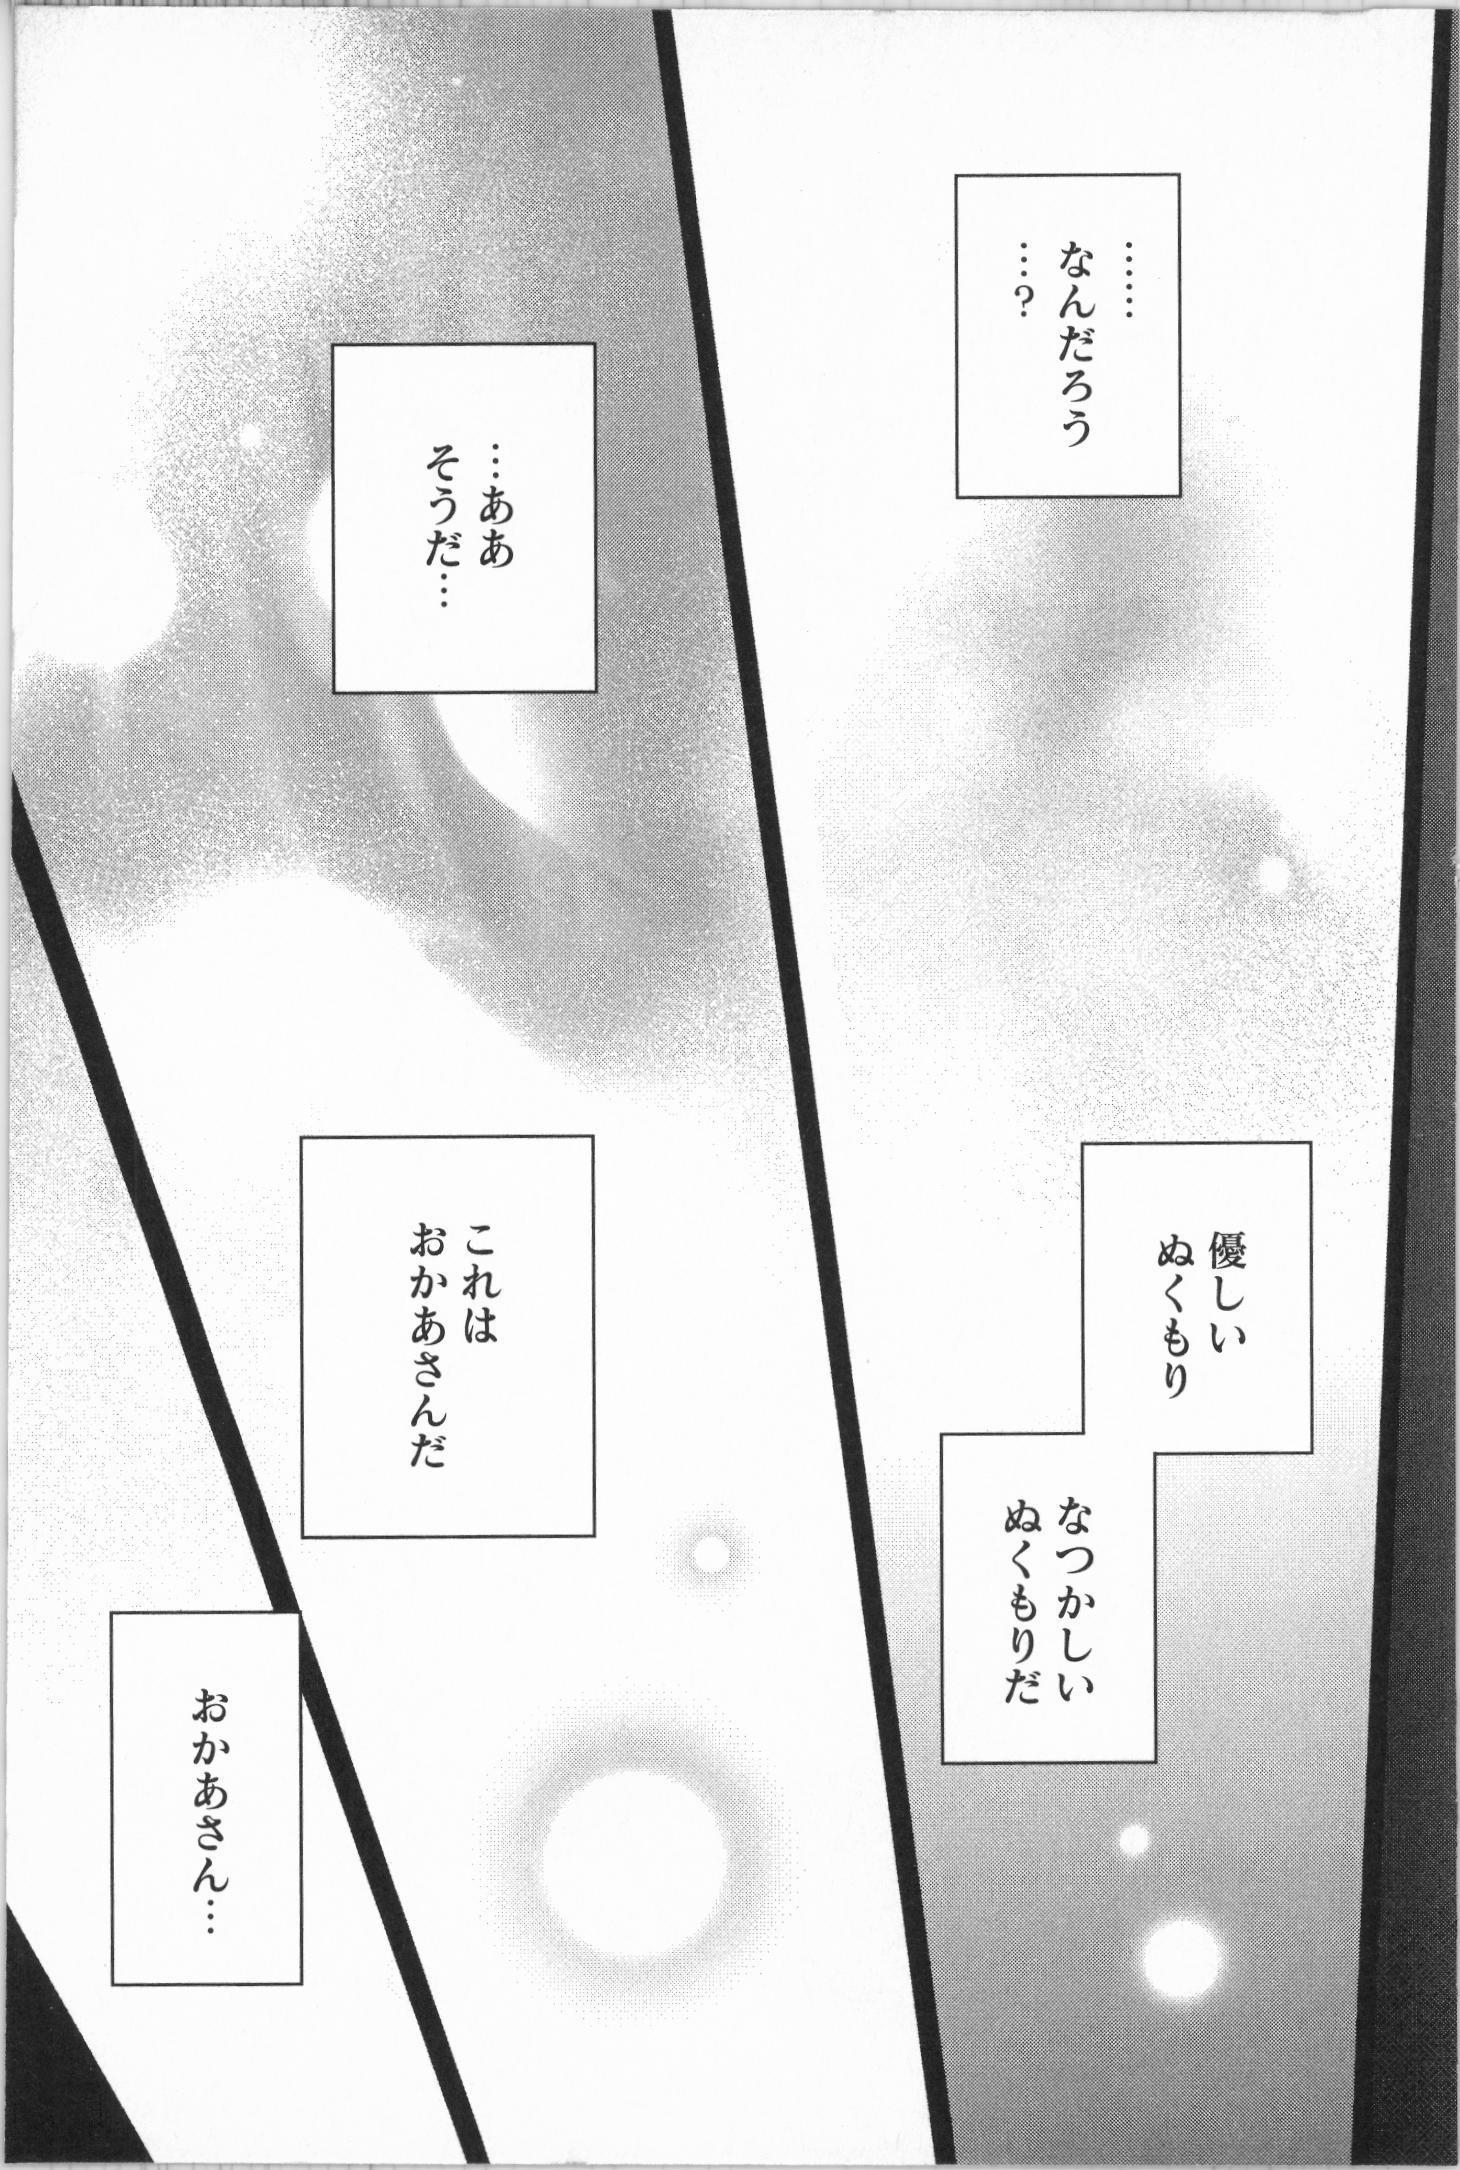 ……
なんだろう
…?
優しい
ぬくもり
なつかしい
ぬくもりだ
…ああ
そうだ…
これは
おかあさんだ
おかあさん…